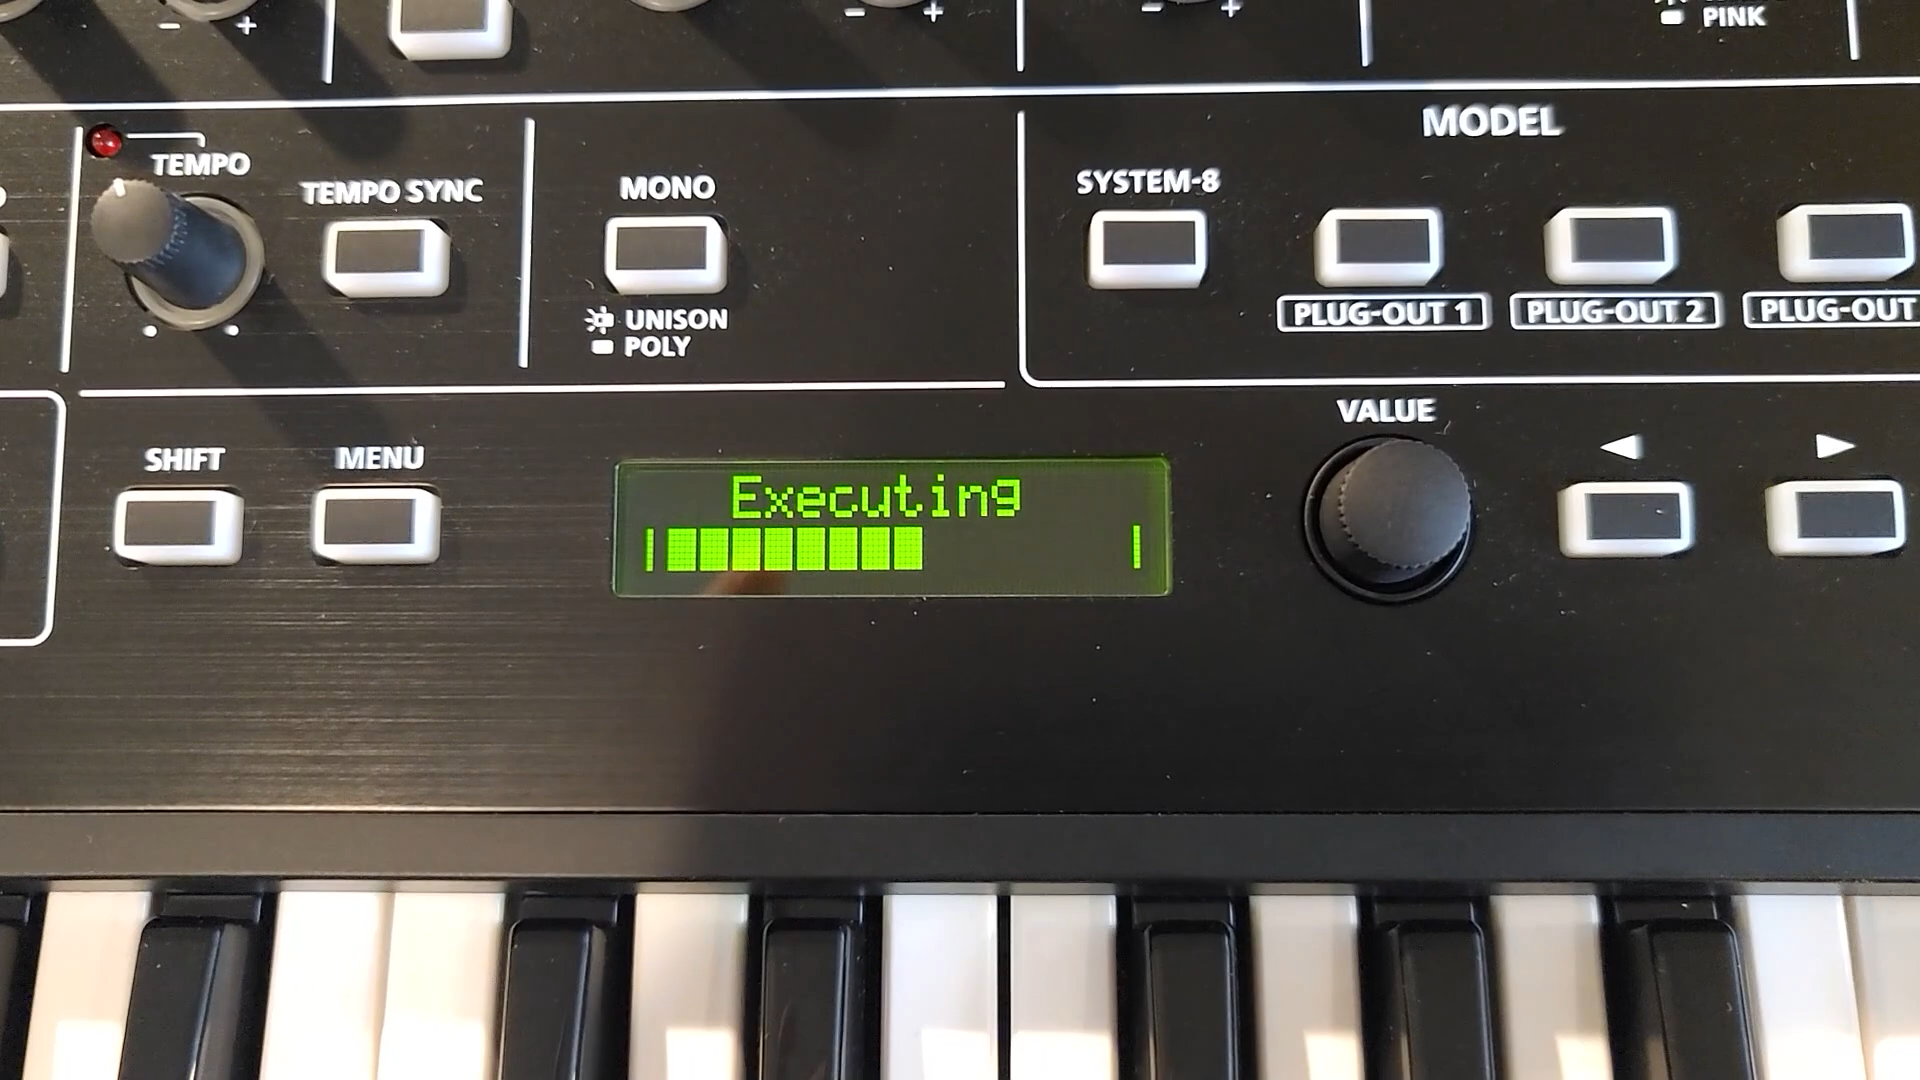 - +
- +
- +
PINK
MODEL
TEMPO
TEMPO SYNC
MONO
SYSTEM-8
UNISON
POLY
PLUG-OUT 1
PLUG-OUT 2
PLUG-OUT
VALUE
SHIFT
MENU
Executing